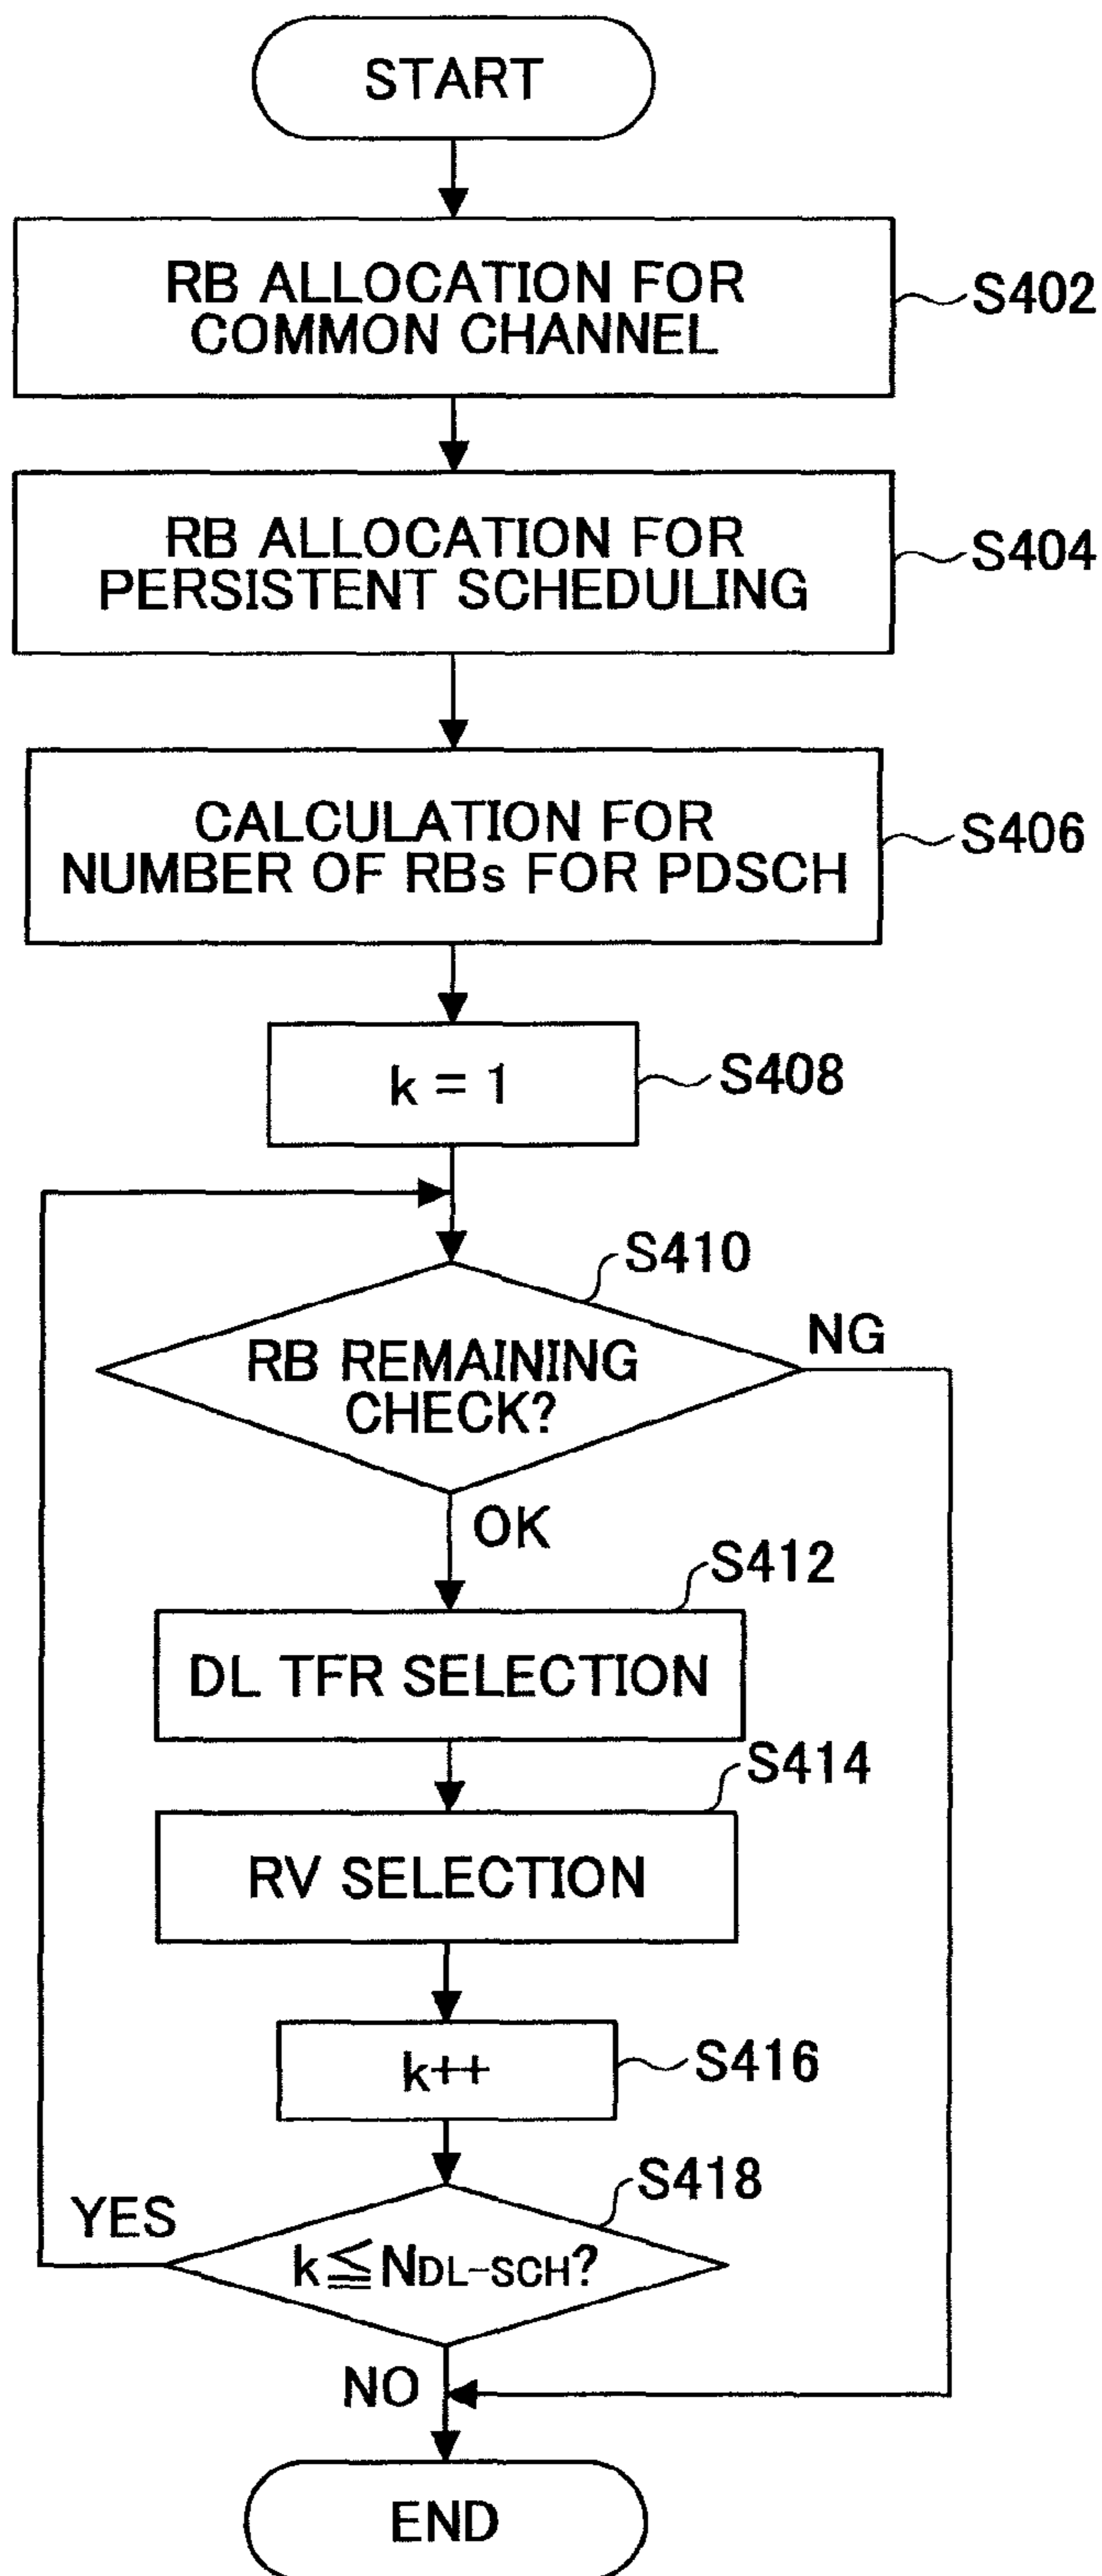 START
RB ALLOCATION FOR
COMMON CHANNEL
S402
RB ALLOCATION FOR
PERSISTENT SCHEDULING
S404
CALCULATION FOR
NUMBER OF RBs FOR PDSCH
S406
k = 1
S408
S410
RB REMAINING
CHECK?
NG
OK
S412
DL TFR SELECTION
S414
RV SELECTION
k++
S416
S418
YES
k≦NDL-SCH?
NO
END